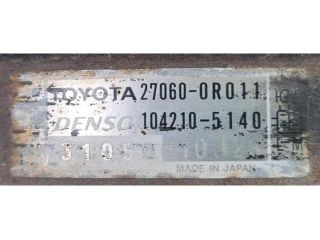 TOYOTA 27060-0R011
DENSO 104210-5140
MADE IN JAPAN